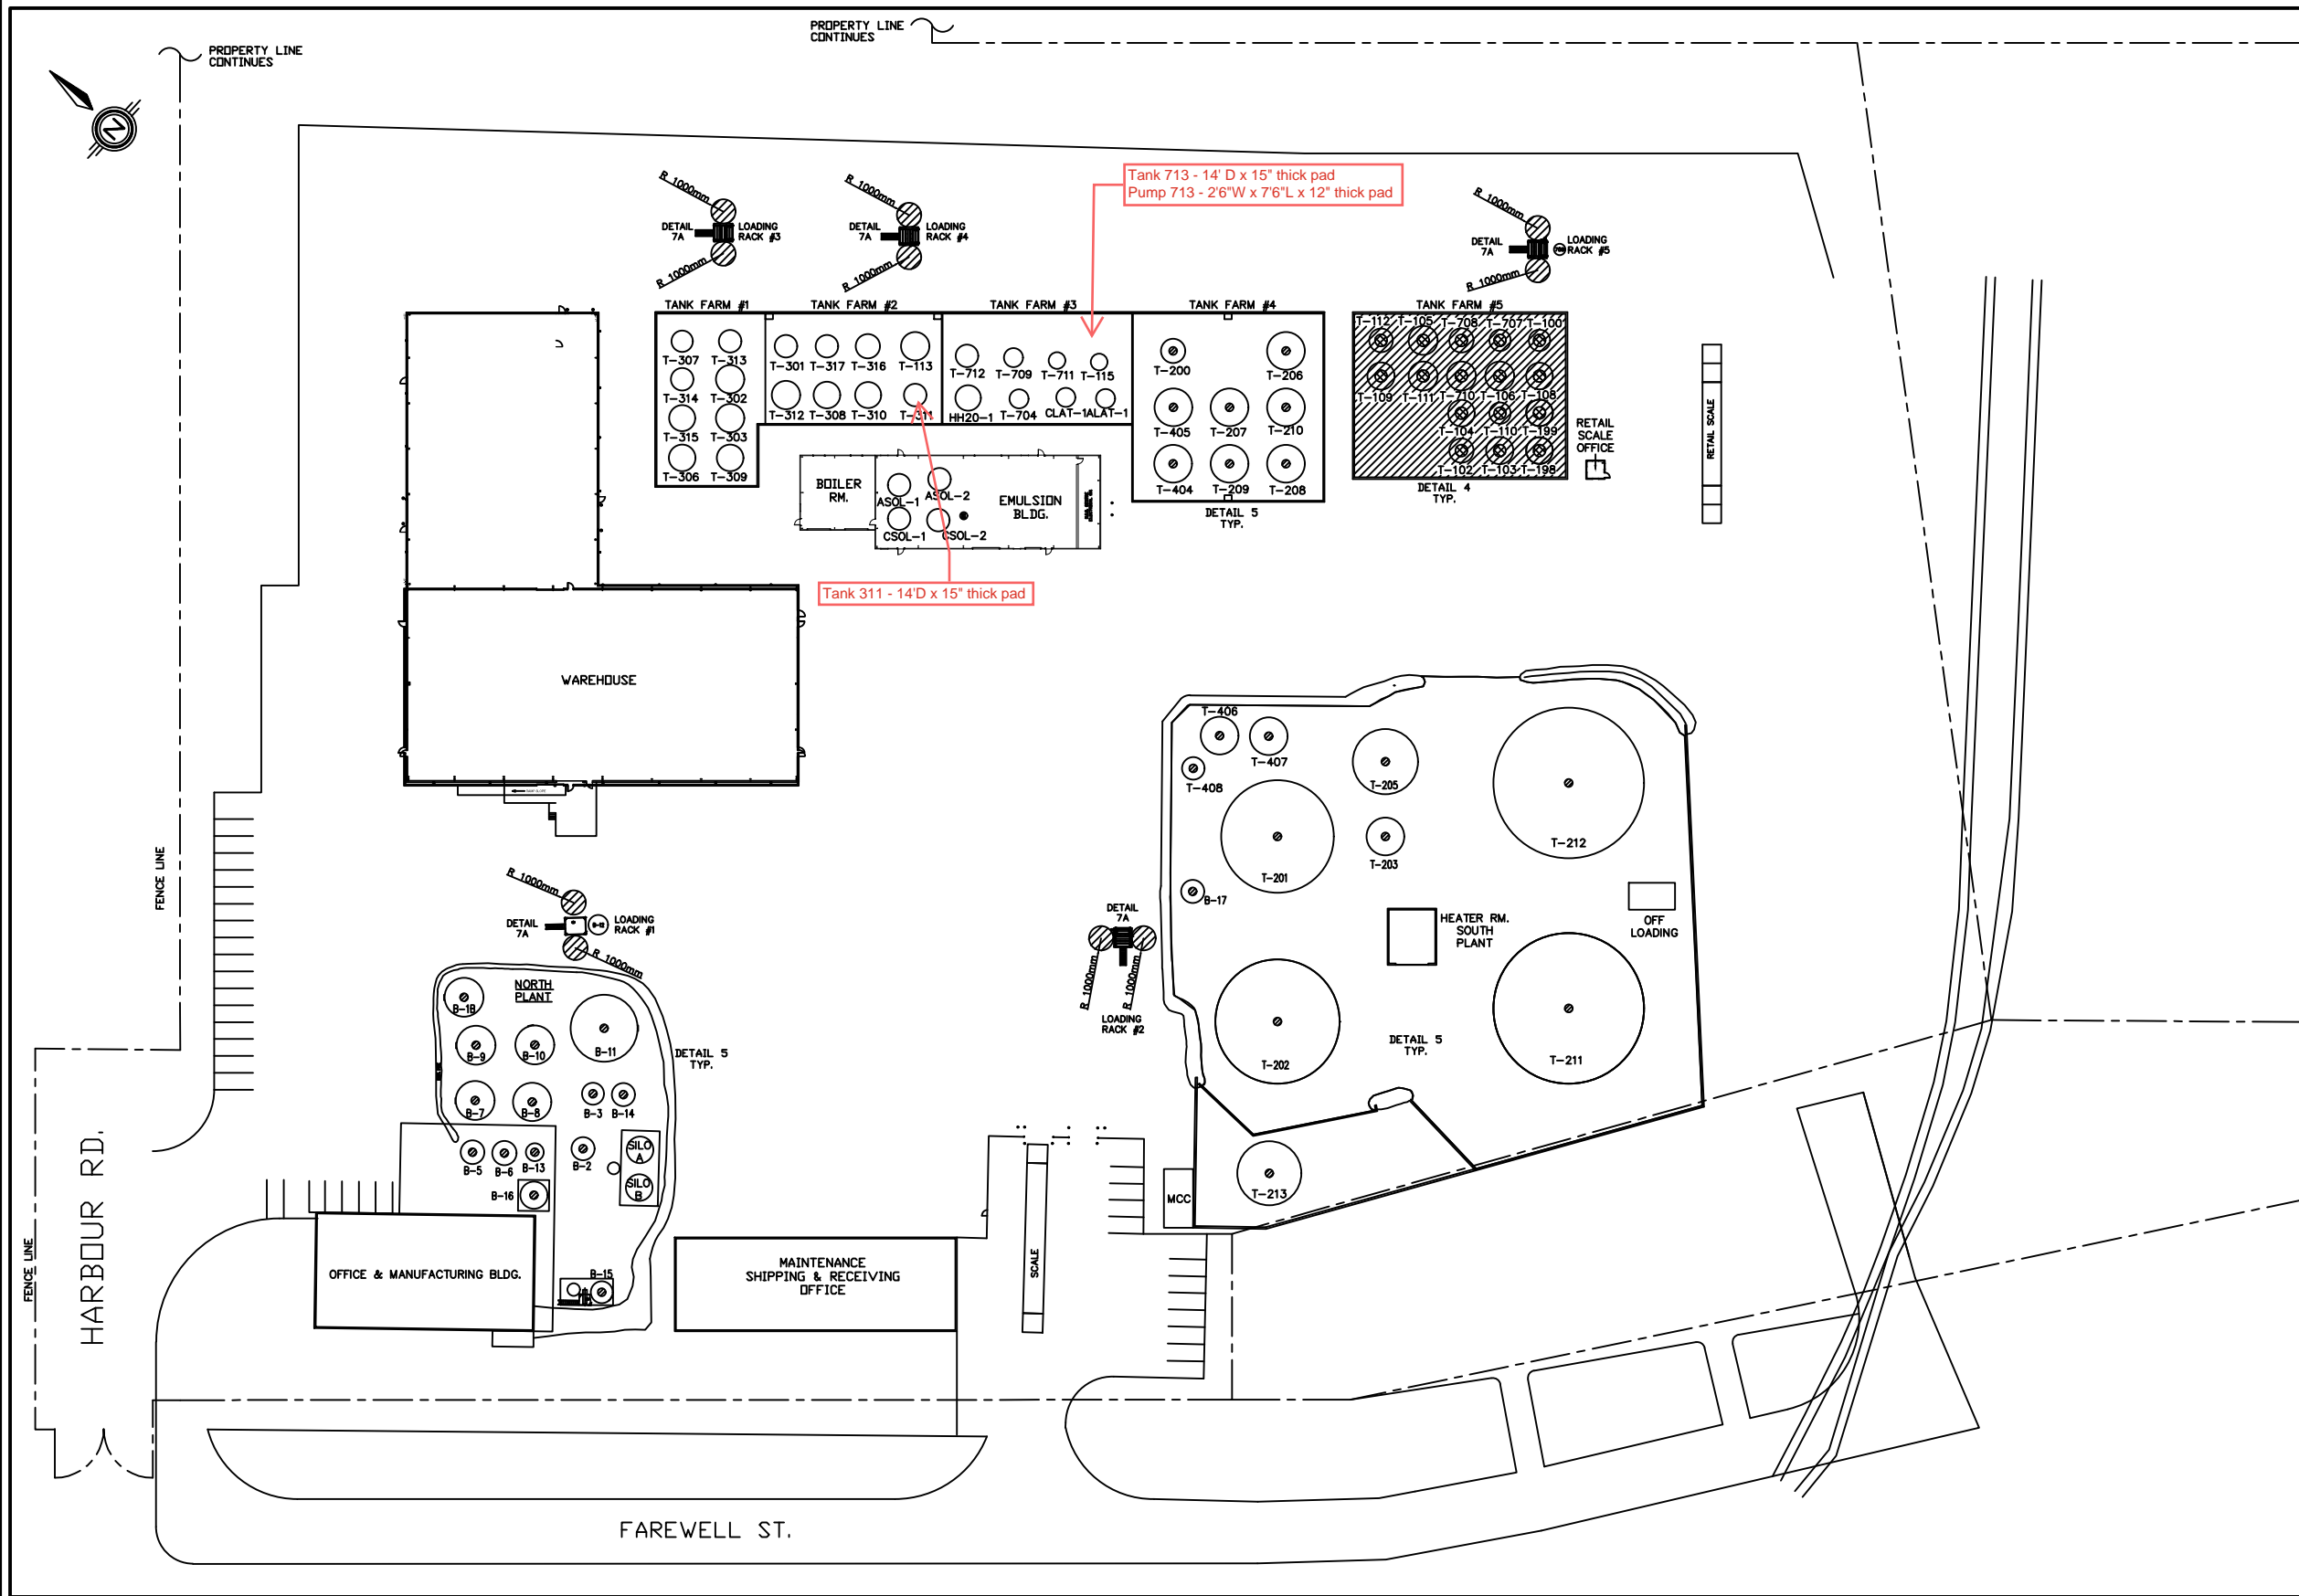 PROPERTY LINE
CONTINUES
PROPERTY LINE
CONTINUES
N
Tank 713 - 14' D x 15" thick pad
Pump 713 - 2'6"W x 7'6"L x 12" thick pad
R 1000mm
DETAIL
7A
LOADING
RACK #3
R 1000mm
R 1000mm
DETAIL
7A
LOADING
RACK #4
R 1000mm
R 1000mm
DETAIL
7A
LOADING
RACK #5
R 1000mm
TANK FARM #1
TANK FARM #2
TANK FARM #3
TANK FARM #4
TANK FARM #5
T-307 T-313
T-314 T-302
T-315 T-303
T-306 T-309
T-301 T-317 T-316 T-113
T-312 T-308 T-310 T-311
T-712 T-709 T-711 T-115
HH20-1 T-704 CLAT-1 ALAT-1
T-200 T-206
T-405 T-207 T-210
T-404 T-209 T-208
DETAIL 5
TYP.
T-112 T-105 T-708 T-707 T-100
T-109 T-111 T-710 T-106 T-108
T-104 T-110 T-199
T-102 T-103 T-198
DETAIL 4
TYP.
RETAIL
SCALE
OFFICE
RETAIL SCALE
BOILER
RM.
ASOL-1 ASOL-2
CSOL-1 CSOL-2
EMULSION
BLDG.
Tank 311 - 14'D x 15" thick pad
WAREHOUSE
T-406
T-407
T-408
T-205
T-212
T-201
T-203
B-17
HEATER RM.
SOUTH
PLANT
OFF
LOADING
T-202
DETAIL 5
TYP.
T-211
T-213
MCC
DETAIL
7A
R 1000mm
R 1000mm
LOADING
RACK #2
FENCE LINE
R 1000mm
DETAIL
7A
LOADING
RACK #1
R 1000mm
NORTH
PLANT
B-18
B-9
B-10
B-11
DETAIL 5
TYP.
B-7
B-8
B-3
B-14
B-5
B-6
B-13
B-2
SILO
A
SILO
B
B-16
B-15
OFFICE & MANUFACTURING BLDG.
MAINTENANCE
SHIPPING & RECEIVING
OFFICE
SCALE
HARBOUR RD.
FENCE LINE
FAREWELL ST.